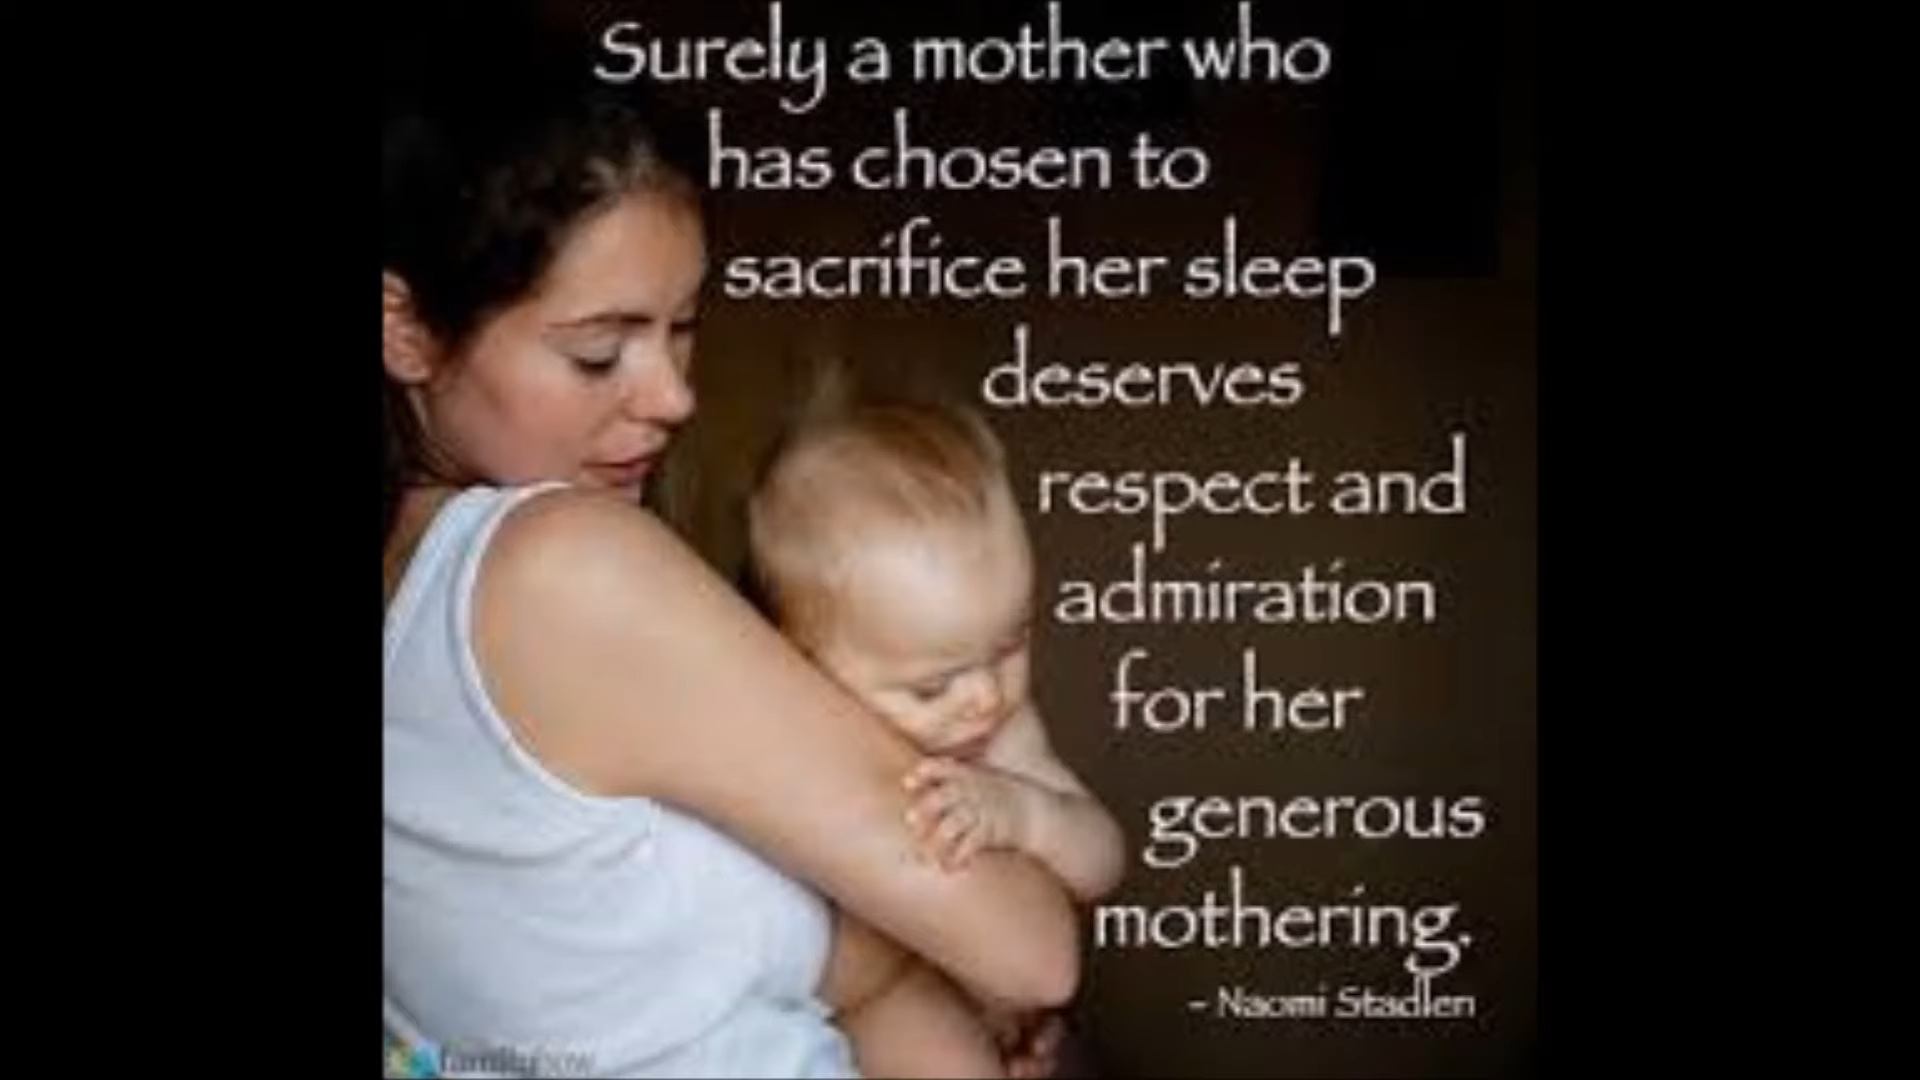 Surely a mother who
has chosen to
sacrifice her sleep
deserves
respect and
admiration
for her
generous
mothering.
- Naomi Stadlen